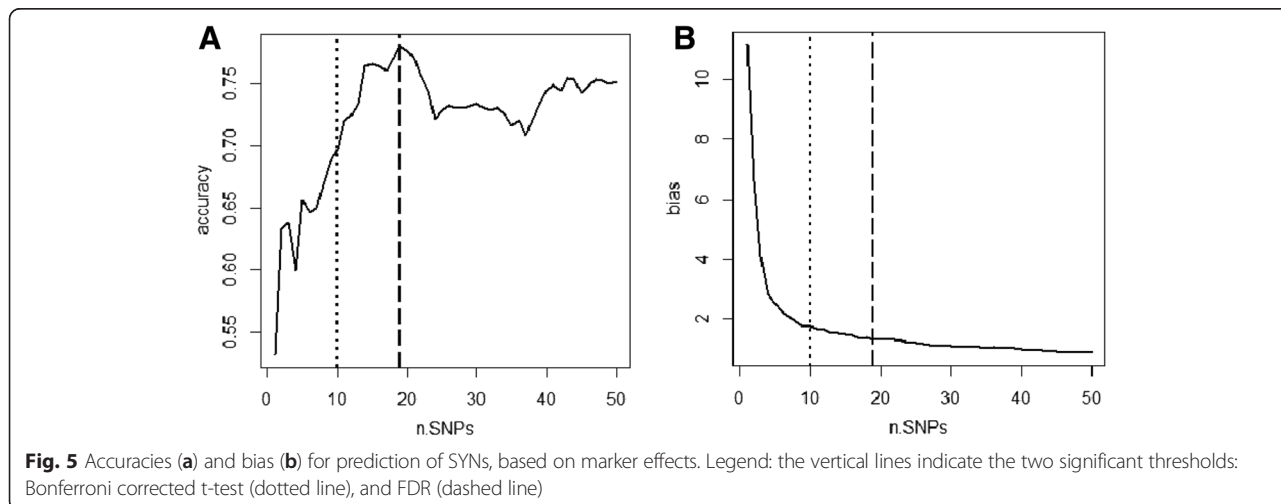 A
accuracy
0.55 0.60 0.65 0.70 0.75
0 10 20 30 40 50
n.SNPs
B
bias
2 4 6 8 10
0 10 20 30 40 50
n.SNPs
Fig. 5 Accuracies (a) and bias (b) for prediction of SYNs, based on marker effects. Legend: the vertical lines indicate the two significant thresholds:
Bonferroni corrected t-test (dotted line), and FDR (dashed line)